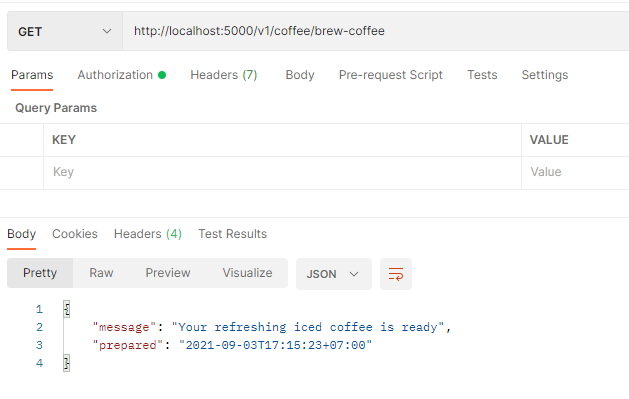 GET http://localhost:5000/v1/coffee/brew-coffee
Params Authorization Headers (7) Body Pre-request Script Tests Settings
Query Params
KEY VALUE
Key Value
Body Cookies Headers (4) Test Results
Pretty Raw Preview Visualize JSON
1 {
2 "message": "Your refreshing iced coffee is ready",
3 "prepared": "2021-09-03T17:15:23+07:00"
4 }